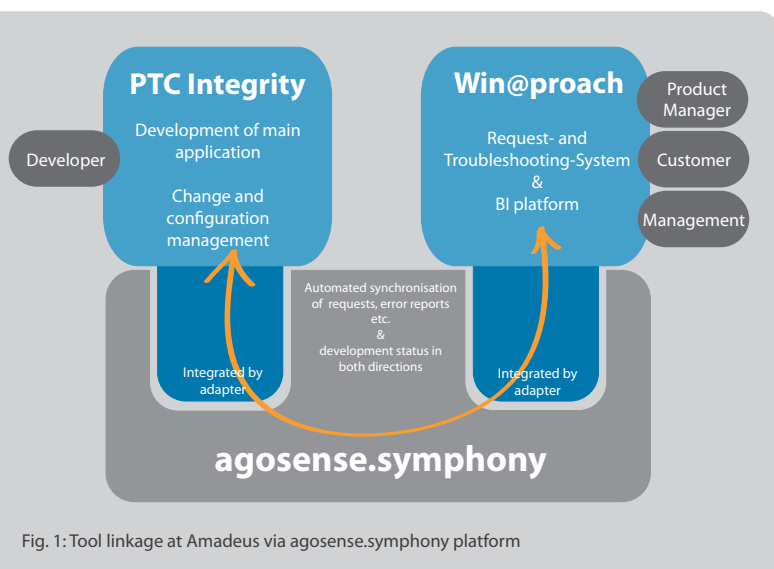 PTC Integrity
Development of main
application
Change and
configuration
management
Developer
Win@proach
Request- and
Troubleshooting-System
&
BI platform
Product
Manager
Customer
Management
Automated synchronisation
of requests, error reports
etc.
&
development status in
both directions
Integrated by
adapter
Integrated by
adapter
agosense.symphony
Fig. 1: Tool linkage at Amadeus via agosense.symphony platform